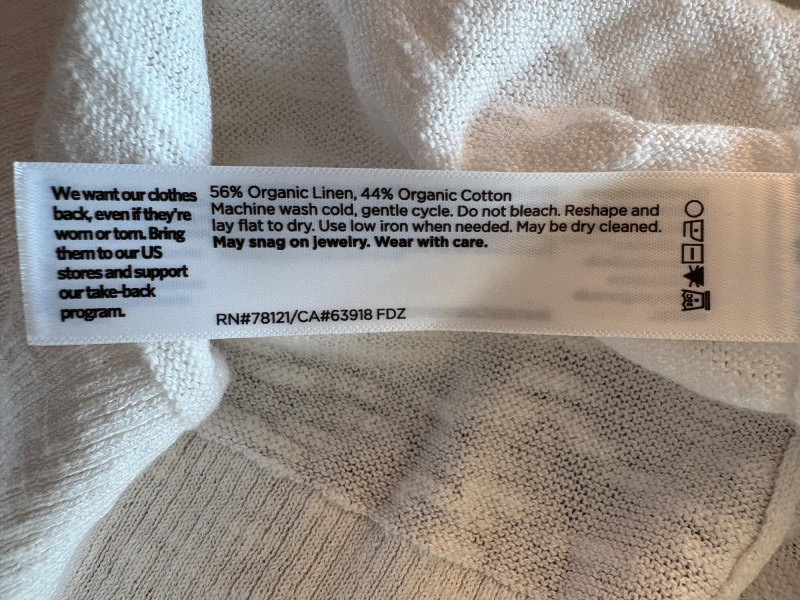 We want our clothes
back, even if they're
worn or torn. Bring
them to our US
stores and support
our take-back
program.
56% Organic Linen, 44% Organic Cotton
Machine wash cold, gentle cycle. Do not bleach. Reshape and
lay flat to dry. Use low iron when needed. May be dry cleaned.
May snag on jewelry. Wear with care.
RN#78121/CA#63918 FDZ